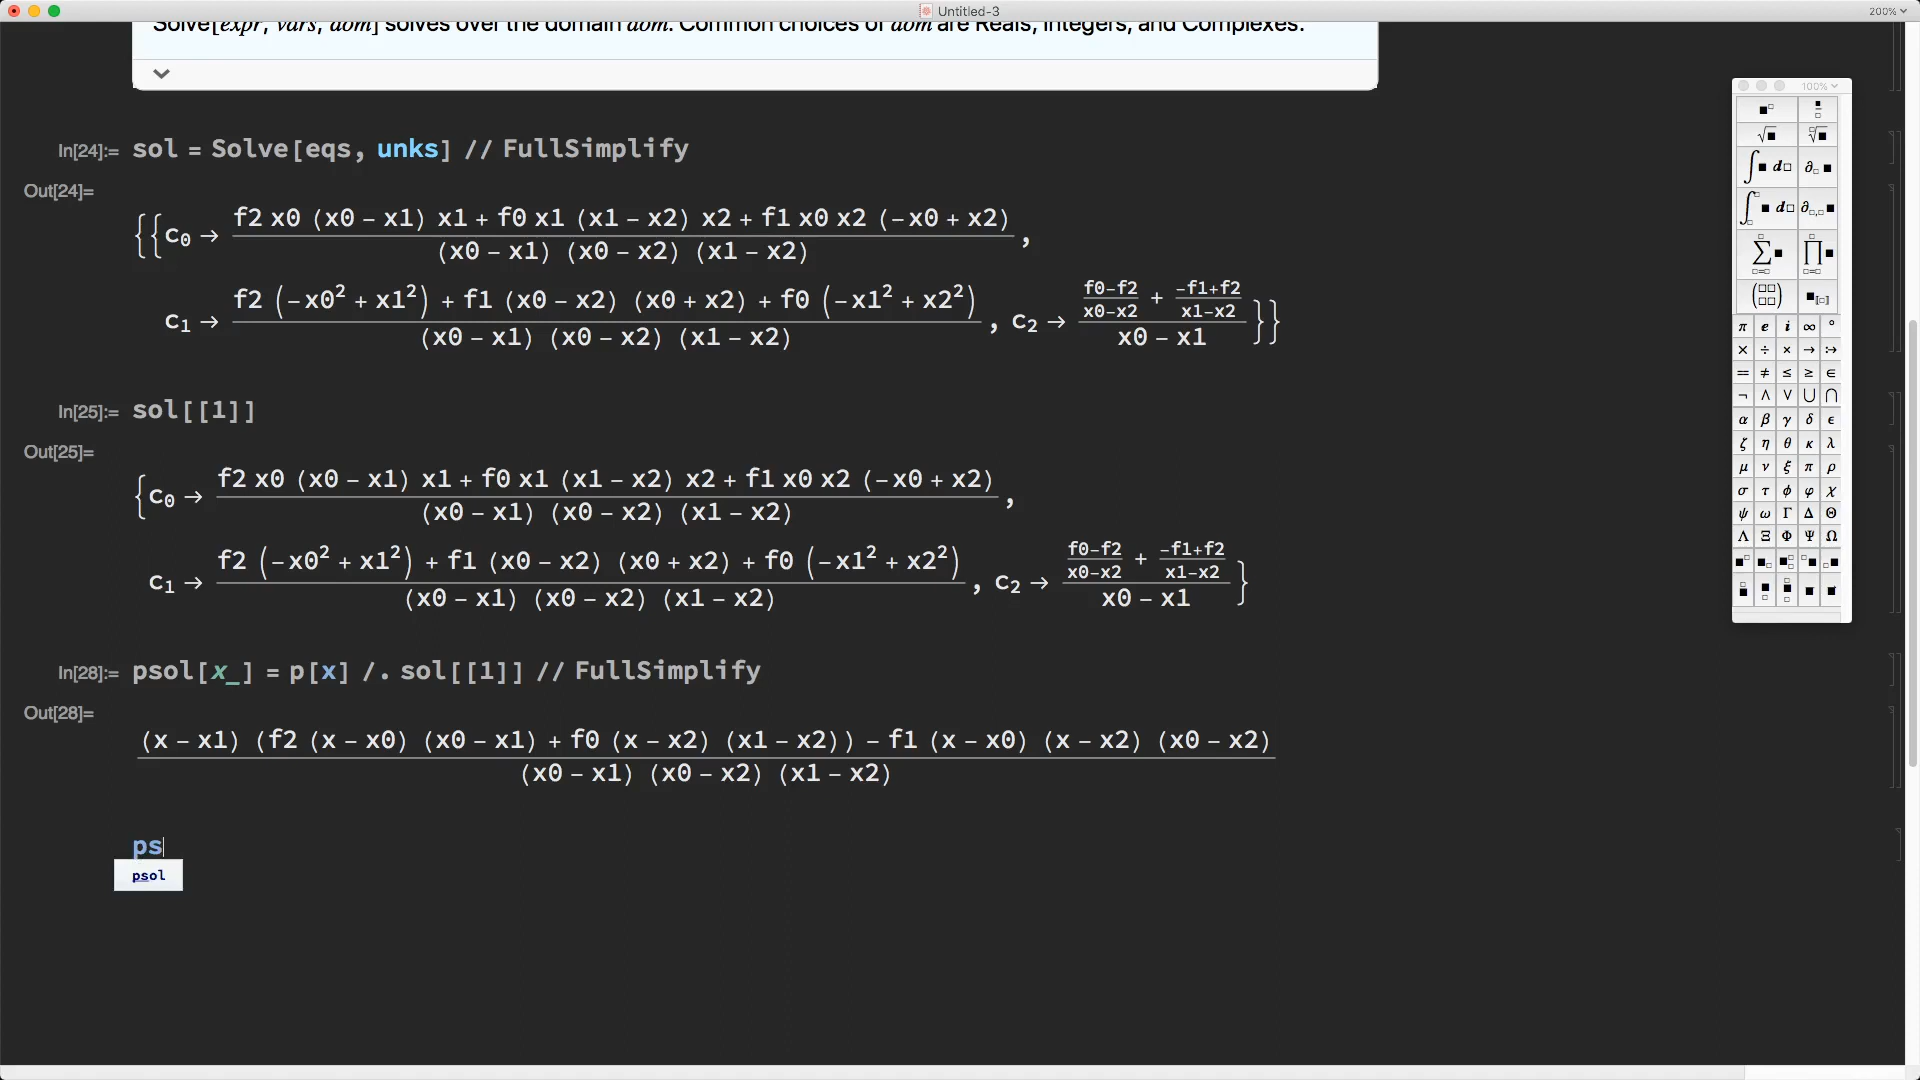 Untitled-3
200%
Solve[expr, vars, dom] solves over the domain dom. Common choices of dom are Reals, Integers, and Complexes.
In[24]:= sol = Solve[eqs, unks] // FullSimplify
Out[24]=
{{c₀ → (f2 x0 (x0 – x1) x1 + f0 x1 (x1 – x2) x2 + f1 x0 x2 (–x0 + x2))/((x0 – x1) (x0 – x2) (x1 – x2)),
c₁ → (f2 (–x0² + x1²) + f1 (x0 – x2) (x0 + x2) + f0 (–x1² + x2²))/((x0 – x1) (x0 – x2) (x1 – x2)), c₂ → ((f0–f2)/(x0–x2) + (–f1+f2)/(x1–x2))/(x0 – x1)}}
In[25]:= sol[[1]]
Out[25]=
{c₀ → (f2 x0 (x0 – x1) x1 + f0 x1 (x1 – x2) x2 + f1 x0 x2 (–x0 + x2))/((x0 – x1) (x0 – x2) (x1 – x2)),
c₁ → (f2 (–x0² + x1²) + f1 (x0 – x2) (x0 + x2) + f0 (–x1² + x2²))/((x0 – x1) (x0 – x2) (x1 – x2)), c₂ → ((f0–f2)/(x0–x2) + (–f1+f2)/(x1–x2))/(x0 – x1)}
In[28]:= psol[x_] = p[x] /. sol[[1]] // FullSimplify
Out[28]=
((x – x1) (f2 (x – x0) (x0 – x1) + f0 (x – x2) (x1 – x2)) – f1 (x – x0) (x – x2) (x0 – x2))/((x0 – x1) (x0 – x2) (x1 – x2))
ps
psol
100%
■□ ■/□
√■ □√■
∫■ d□ ∂□ ■
∫■ d□ ∂□,□ ■
∑■ ∏■
π e i ∞ °
× ÷ × → :→
== ≠ ≤ ≥ ∈
¬ ∧ ∨ ∪ ∩
α β γ δ ϵ
ζ η θ κ λ
μ ν ξ π ρ
σ τ ϕ φ χ
ψ ω Γ Δ Θ
Λ Ξ Φ Ψ Ω